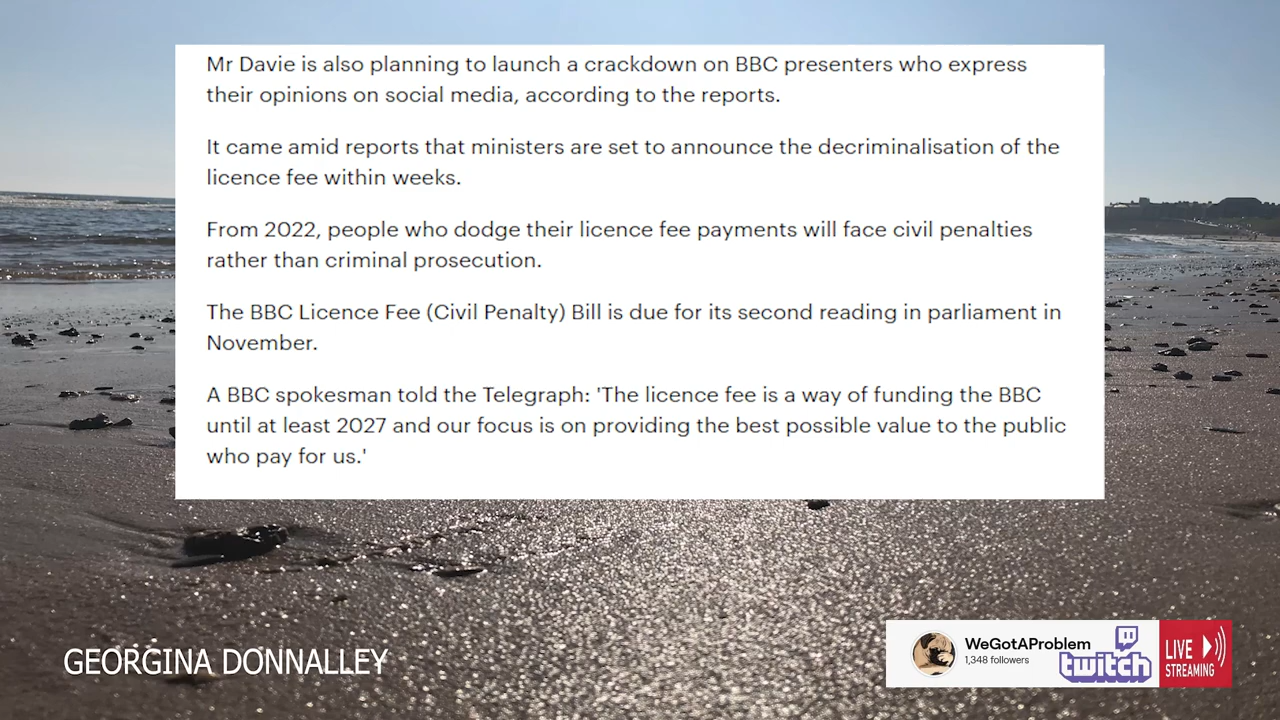 Mr Davie is also planning to launch a crackdown on BBC presenters who express
their opinions on social media, according to the reports.
It came amid reports that ministers are set to announce the decriminalisation of the
licence fee within weeks.
From 2022, people who dodge their licence fee payments will face civil penalties
rather than criminal prosecution.
The BBC Licence Fee (Civil Penalty) Bill is due for its second reading in parliament in
November.
A BBC spokesman told the Telegraph: 'The licence fee is a way of funding the BBC
until at least 2027 and our focus is on providing the best possible value to the public
who pay for us.'
GEORGINA DONNALLEY
WeGotAProblem
1,348 followers
twitch
LIVE
STREAMING